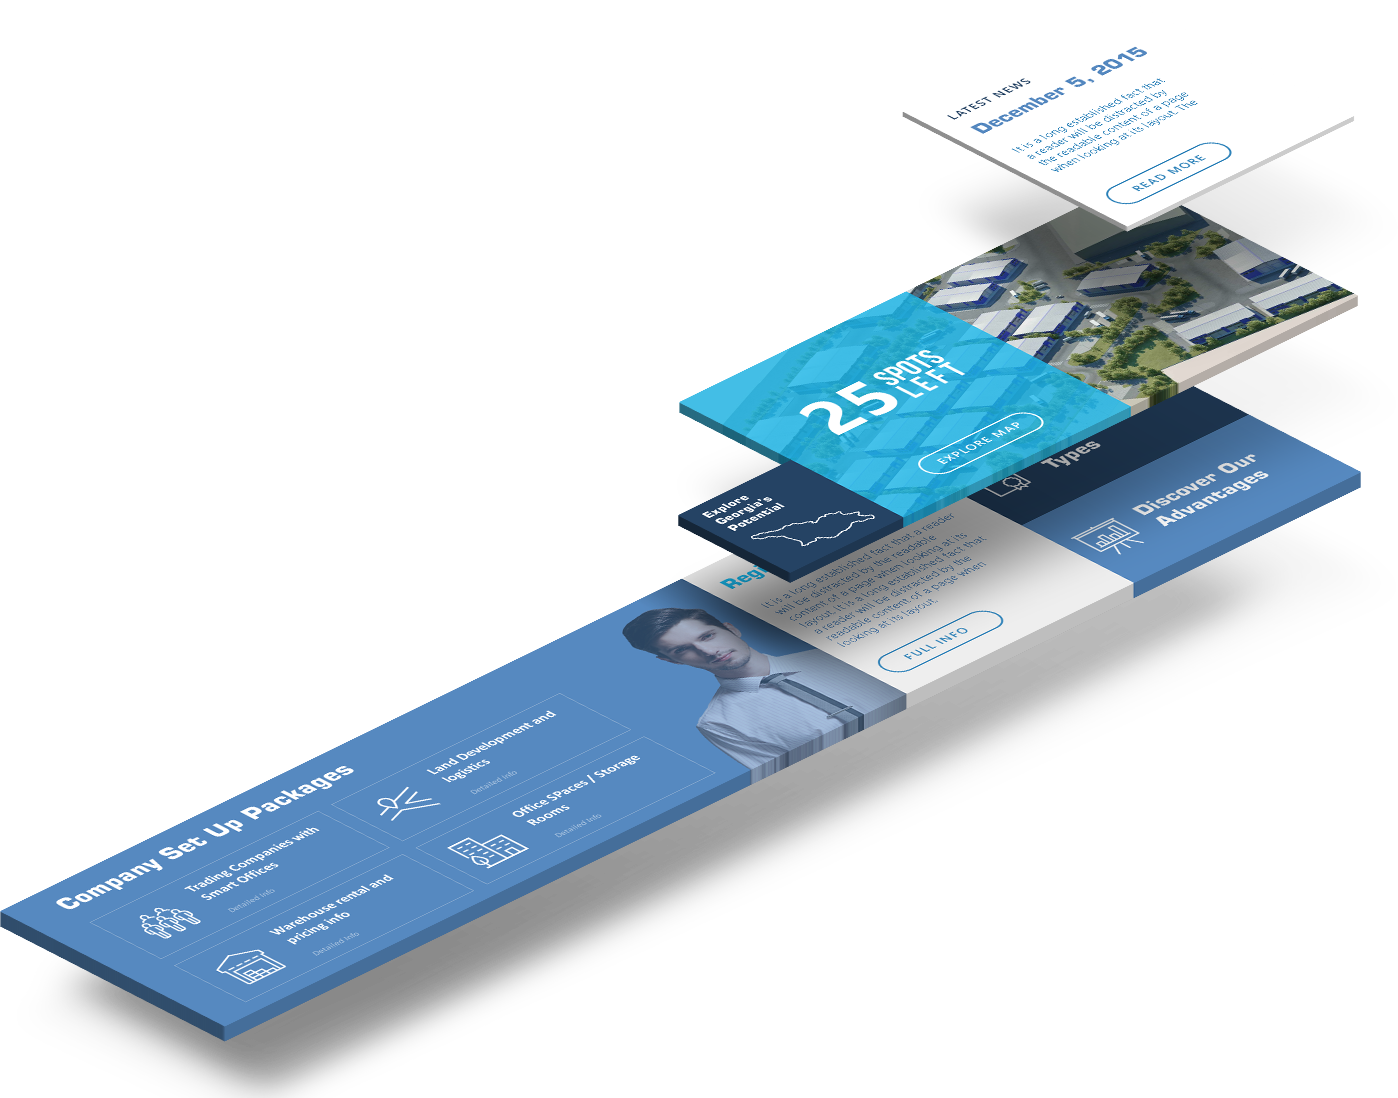 LATEST NEWS
December 5, 2015
It is a long established fact that
a reader will be distracted by
the readable content of a page
when looking at its layout. The
READ MORE
25 SPOTS
LEFT
EXPLORE MAP
Types
Discover Our
Advantages
Explore
Georgia's
Potential
It is a long established fact that a reader
will be distracted by the readable
content of a page when looking at its
layout. It is a long established fact that
a reader will be distracted by the
readable content of a page when
looking at its layout.
FULL INFO
Company Set Up Packages
Trading Companies with
Smart Offices
Detailed Info
Land Development and
logistics
Detailed Info
Warehouse rental and
pricing info
Detailed Info
Office SPaces / Storage
Rooms
Detailed Info